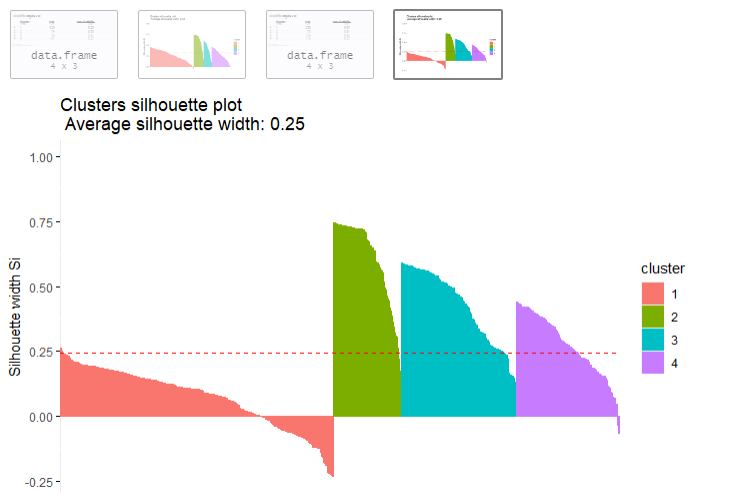 data.frame
4 x 3
data.frame
4 x 3
Clusters silhouette plot
Average silhouette width: 0.25
1.00
0.75
0.50
0.25
0.00
-0.25
Silhouette width Si
cluster
1
2
3
4